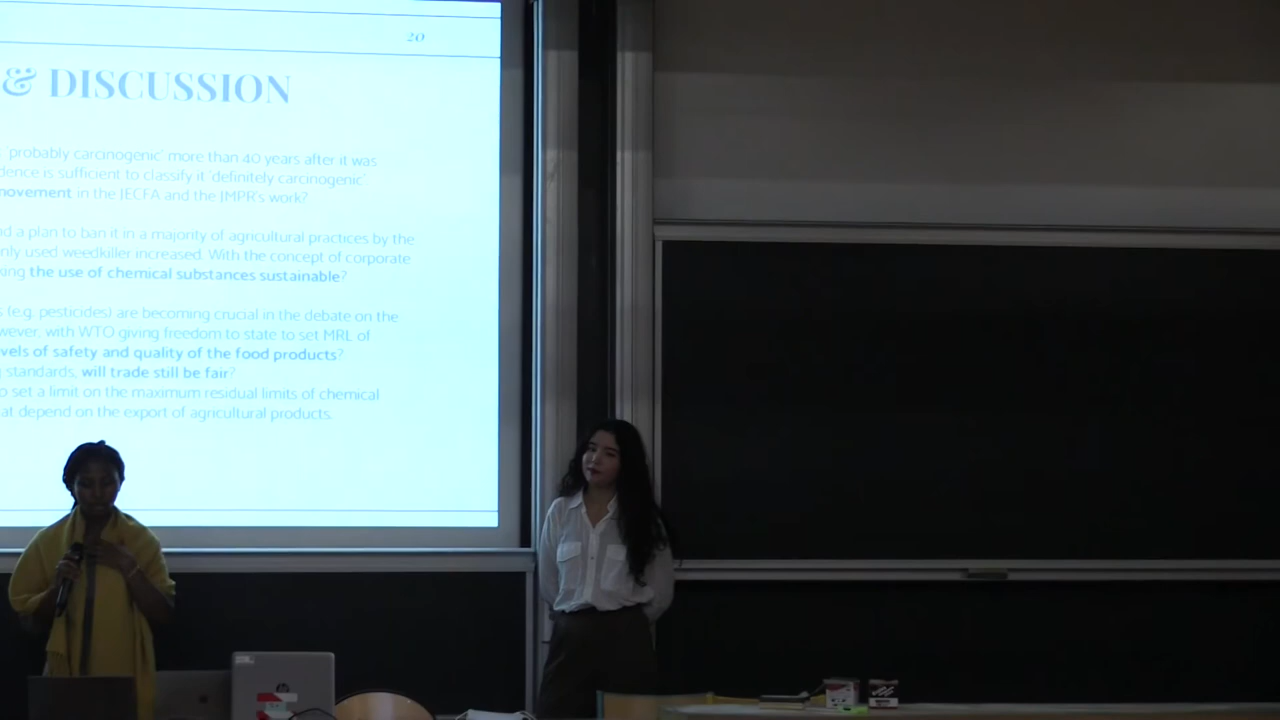 20
& DISCUSSION
'probably carcinogenic' more than 40 years after it was
dence is sufficient to classify it 'definitely carcinogenic'.
movement in the JECFA and the JMPR's work?
nd a plan to ban it in a majority of agricultural practices by the
nly used weedkiller increased. With the concept of corporate
king the use of chemical substances sustainable?
s (e.g. pesticides) are becoming crucial in the debate on the
wever, with WTO giving freedom to state to set MRL of
vels of safety and quality of the food products?
g standards, will trade still be fair?
o set a limit on the maximum residual limits of chemical
at depend on the export of agricultural products.
hp